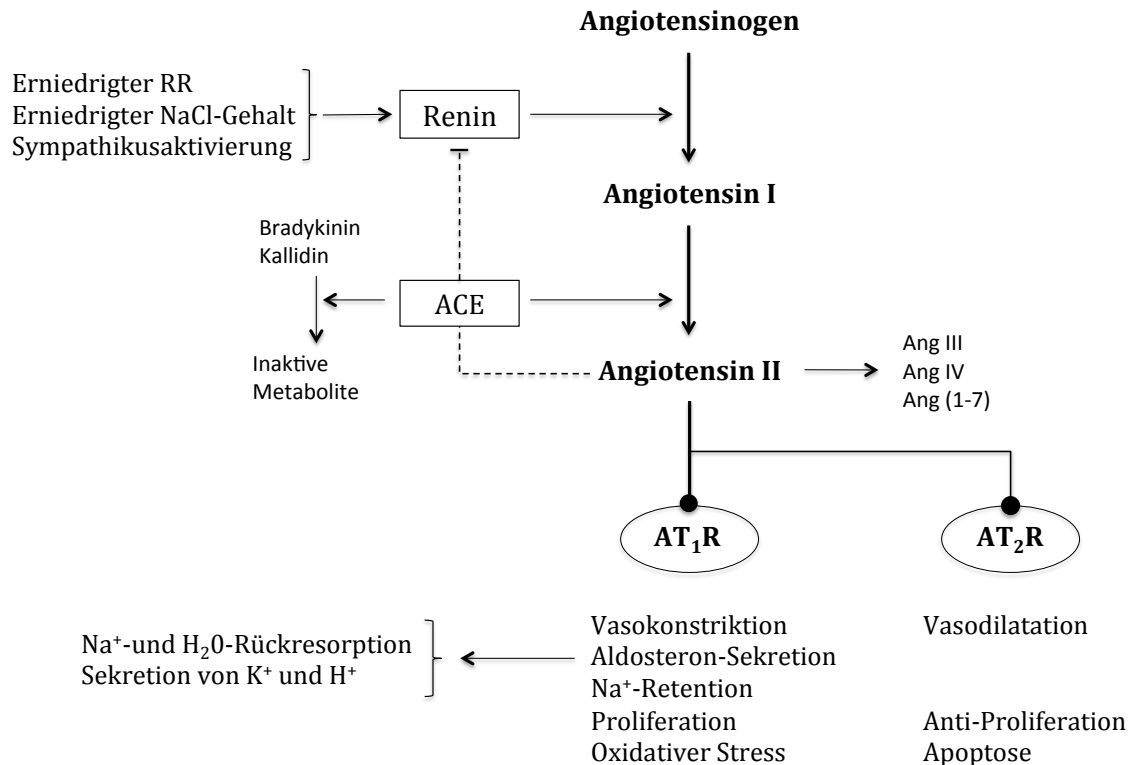 Angiotensinogen
Erniedrigter RR
Erniedrigter NaCl-Gehalt
Sympathikusaktivierung
Renin
Angiotensin I
Bradykinin
Kallidin
ACE
Inaktive
Metabolite
Angiotensin II
Ang III
Ang IV
Ang (1-7)
AT₁R
AT₂R
Na⁺-und H₂0-Rückresorption
Sekretion von K⁺ und H⁺
Vasokonstriktion
Aldosteron-Sekretion
Na⁺-Retention
Proliferation
Oxidativer Stress
Vasodilatation
Anti-Proliferation
Apoptose